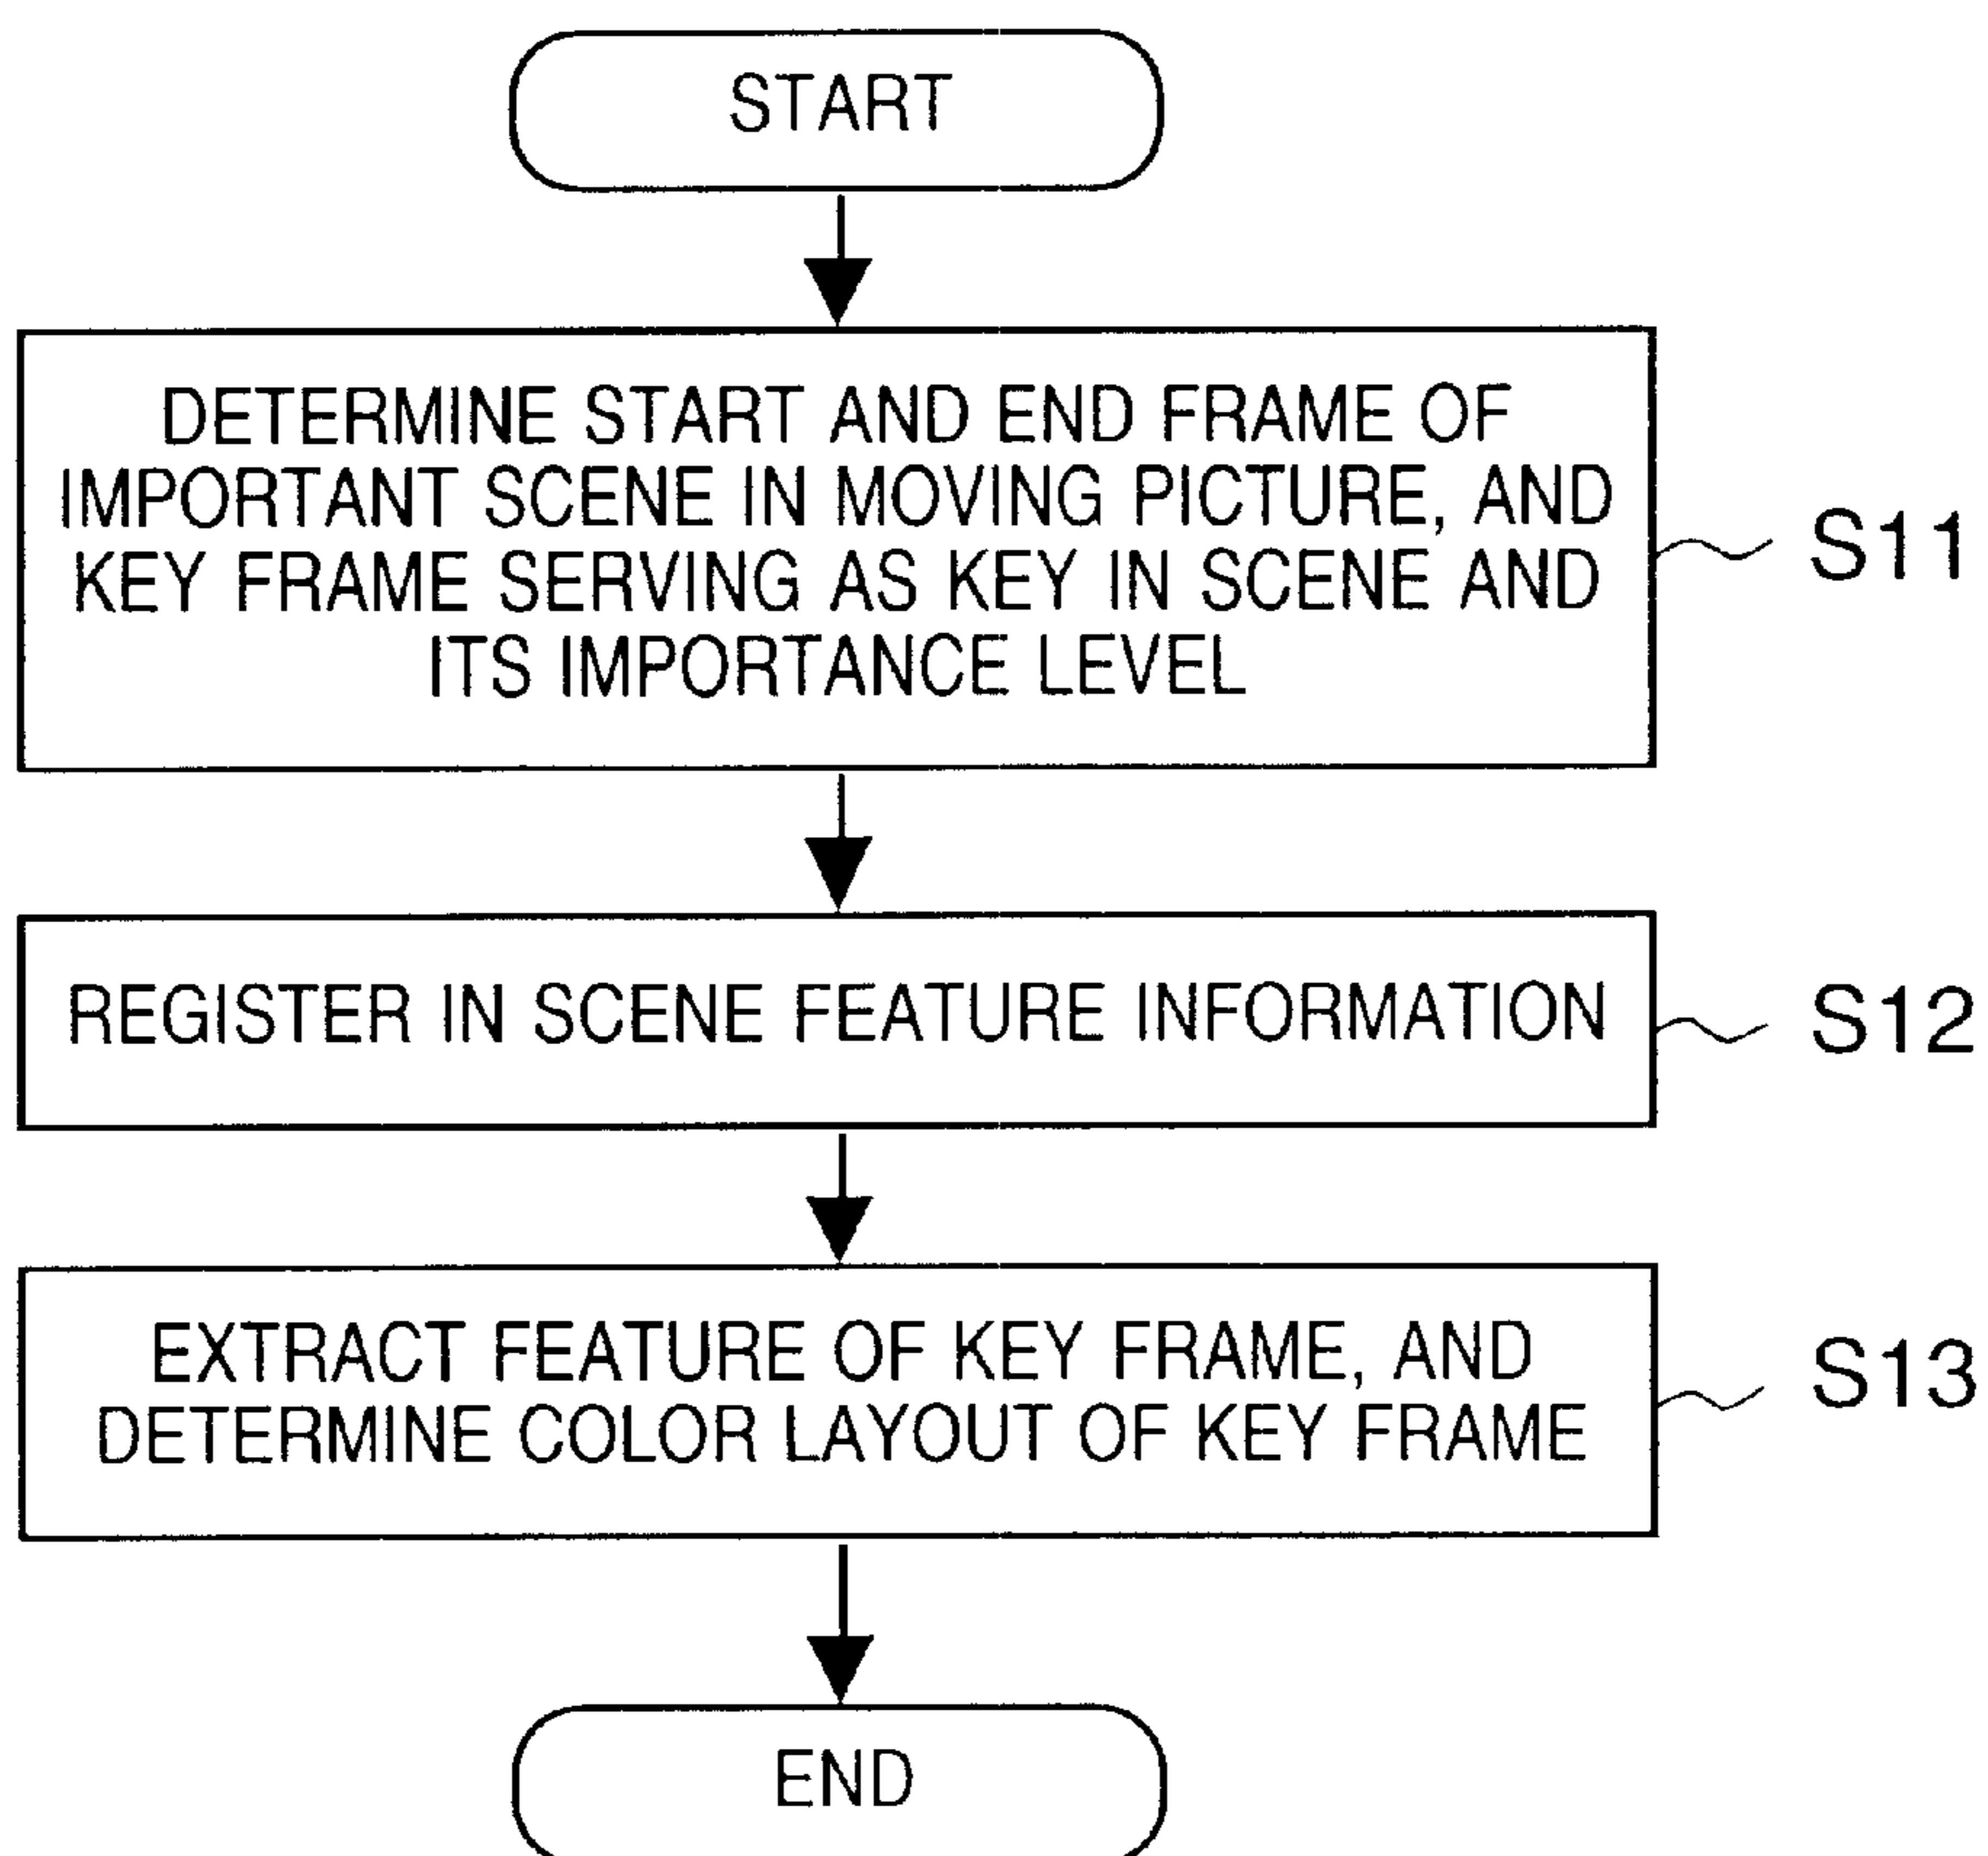 START
DETERMINE START AND END FRAME OF
IMPORTANT SCENE IN MOVING PICTURE, AND
KEY FRAME SERVING AS KEY IN SCENE AND
ITS IMPORTANCE LEVEL
S11
REGISTER IN SCENE FEATURE INFORMATION
S12
EXTRACT FEATURE OF KEY FRAME, AND
DETERMINE COLOR LAYOUT OF KEY FRAME
S13
END